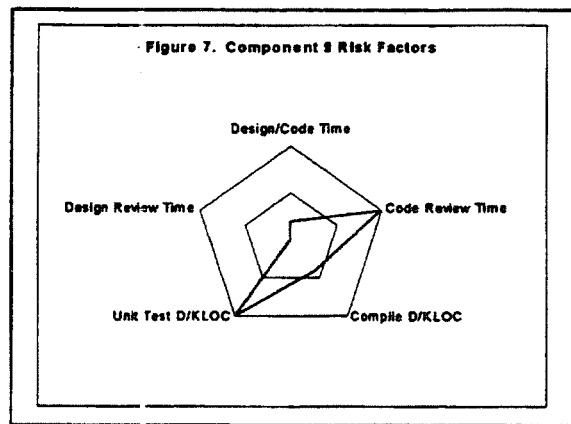 Figure 7. Component 9 Risk Factors
Design/Code Time
Design Review Time
Code Review Time
Unit Test D/KLOC
Compile D/KLOC